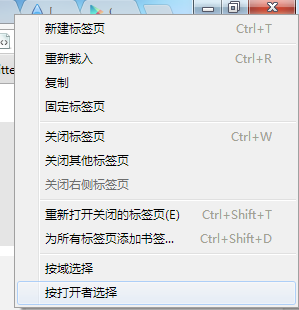 itte
新建标签页 Ctrl+T
重新载入 Ctrl+R
复制
固定标签页
关闭标签页 Ctrl+W
关闭其他标签页
关闭右侧标签页
重新打开关闭的标签页(E) Ctrl+Shift+T
为所有标签页添加书签... Ctrl+Shift+D
按域选择
按打开者选择